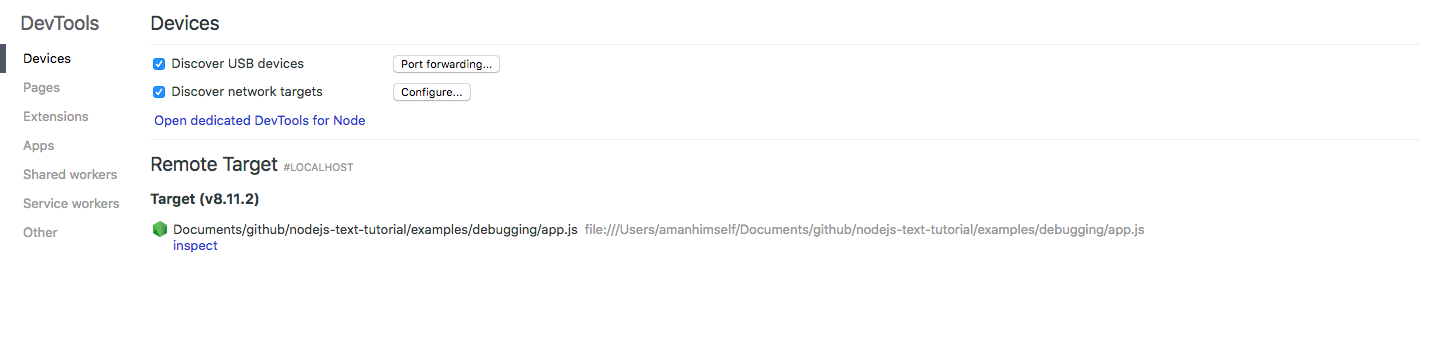 DevTools
Devices
Pages
Extensions
Apps
Shared workers
Service workers
Other
Devices
Discover USB devices Port forwarding...
Discover network targets Configure...
Open dedicated DevTools for Node
Remote Target #LOCALHOST
Target (v8.11.2)
Documents/github/nodejs-text-tutorial/examples/debugging/app.js file:///Users/amanhimself/Documents/github/nodejs-text-tutorial/examples/debugging/app.js
inspect